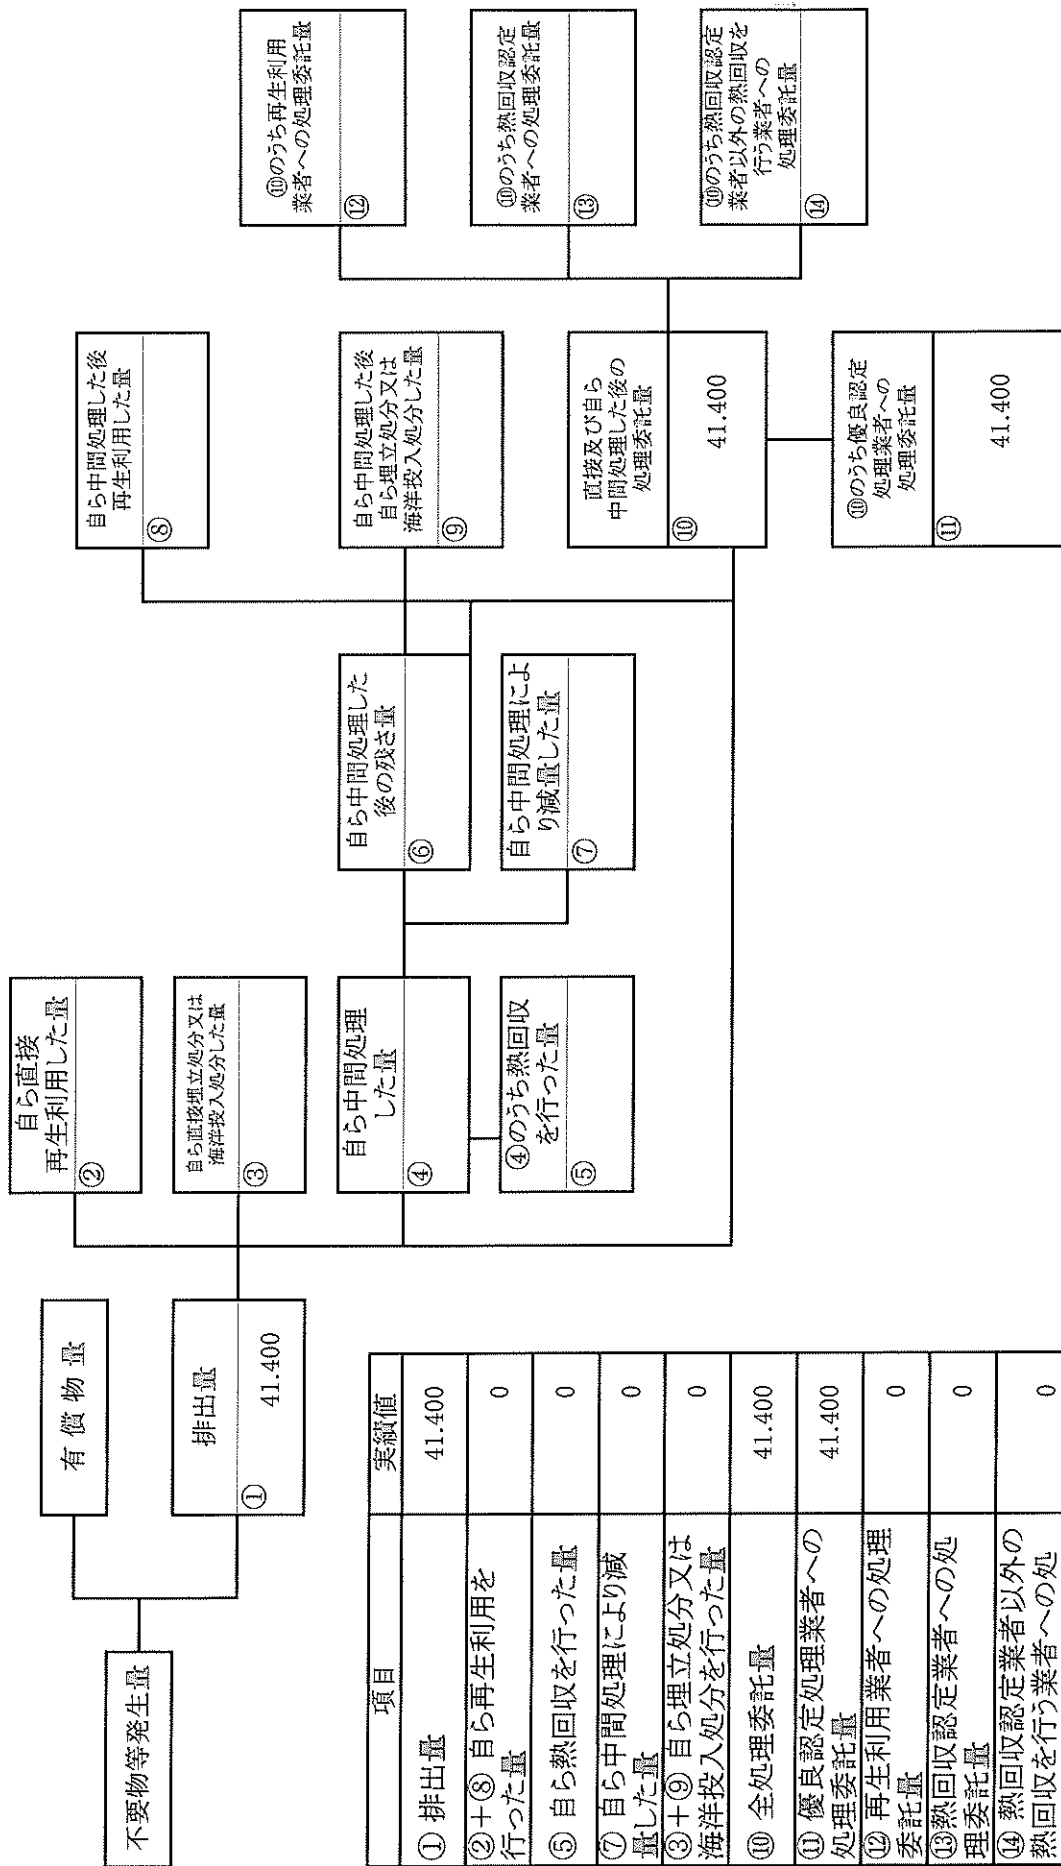 不要物等発生量
有償物量
排出量
①
41.400
自ら直接
再生利用した量
②
自ら直接埋立処分又は
海洋投入処分した量
③
自ら中間処理
した量
④
④のうち熱回収
を行った量
⑤
自ら中間処理した
後の残さ量
⑥
自ら中間処理によ
り減量した量
⑦
自ら中間処理した後
再生利用した量
⑧
自ら中間処理した後
自ら埋立処分又は
海洋投入処分した量
⑨
直接及び自ら
中間処理した後の
処理委託量
⑩
41.400
⑩のうち優良認定
処理業者への
処理委託量
⑪
41.400
⑩のうち再生利用
業者への処理委託量
⑫
⑩のうち熱回収認定
業者への処理委託量
⑬
⑩のうち熱回収認定
業者以外の熱回収を
行う業者への
処理委託量
⑭
項目 実績値
① 排出量 41.400
②+⑧ 自ら再生利用を
行った量 0
⑤ 自ら熱回収を行った量 0
⑦ 自ら中間処理により減
量した量 0
③+⑨ 自ら埋立処分又は
海洋投入処分を行った量 0
⑩ 全処理委託量 41.400
⑪ 優良認定処理業者への
処理委託量 41.400
⑫ 再生利用業者への処理
委託量 0
⑬熱回収認定業者への処
理委託量 0
⑭ 熱回収認定業者以外の
熱回収を行う業者への処 0